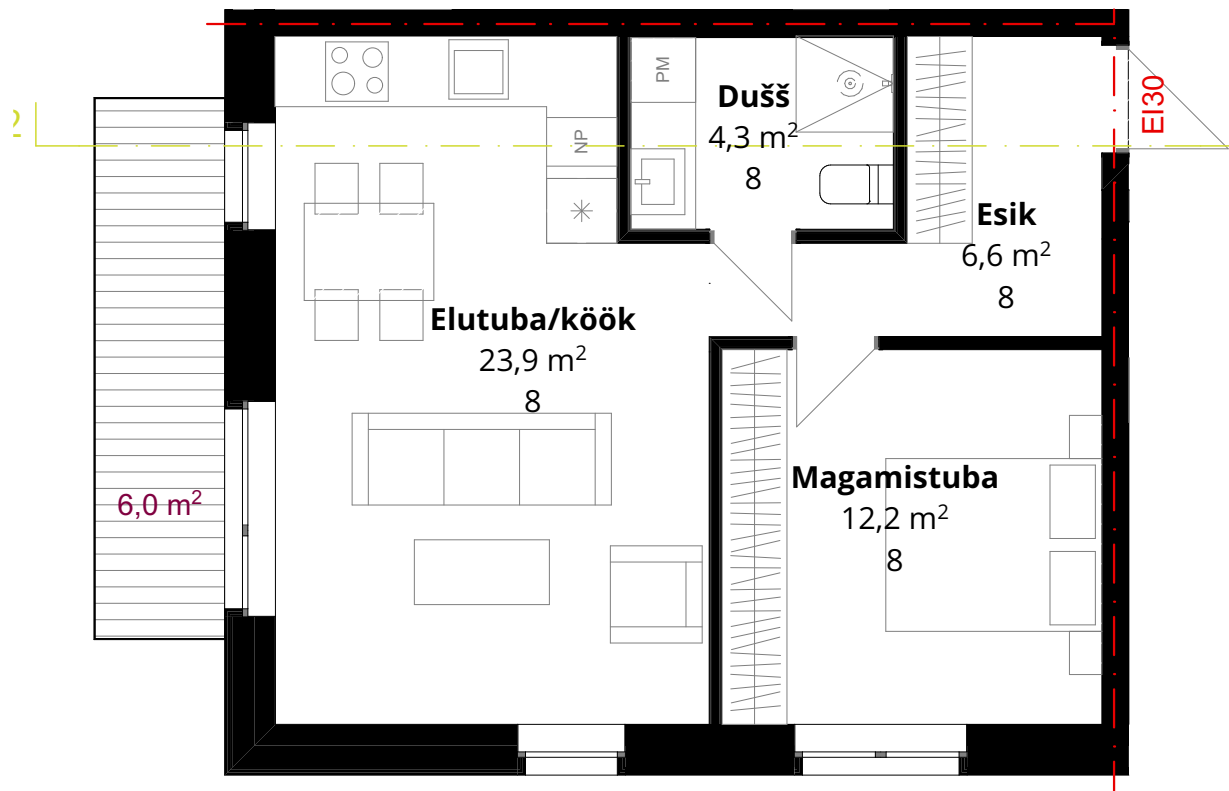 PM
Dušš
4,3 m²
8
EI30
NP
Esik
6,6 m²
8
Elutuba/köök
23,9 m²
8
6,0 m²
Magamistuba
12,2 m²
8